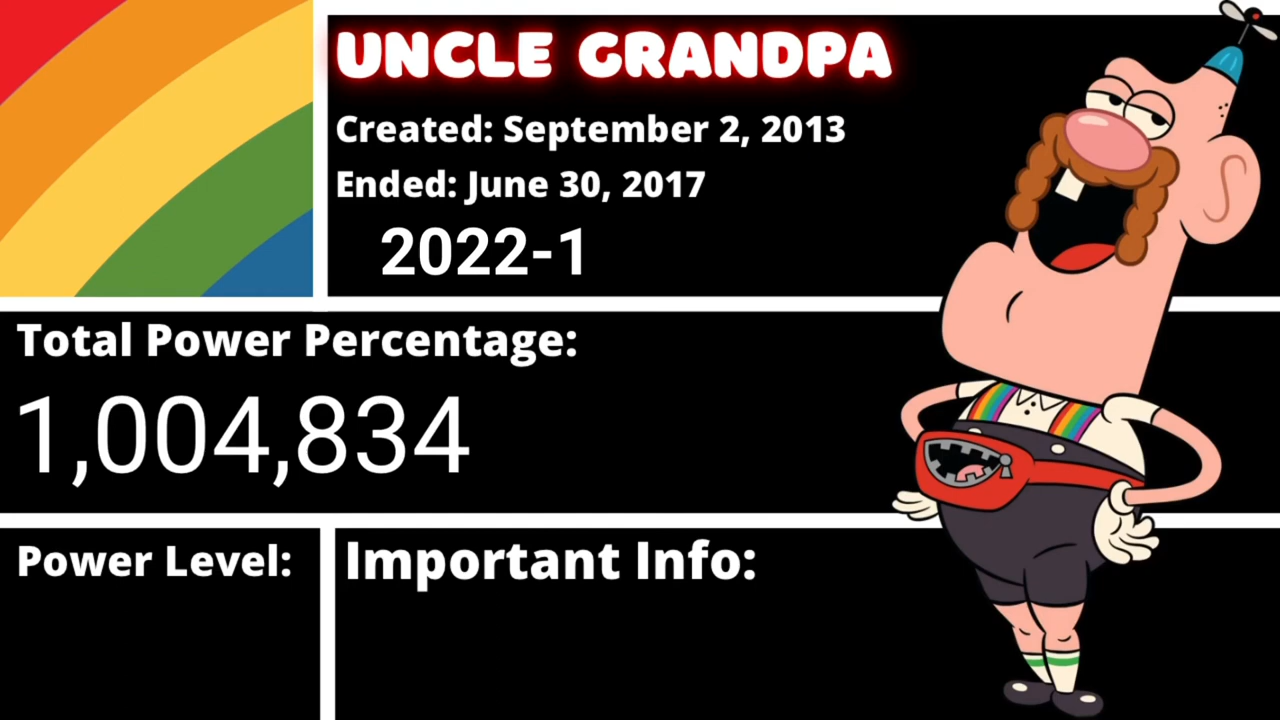 UNCLE GRANDPA
Created: September 2, 2013
Ended: June 30, 2017
2022-1
Total Power Percentage:
1,004,834
Power Level:
Important Info: